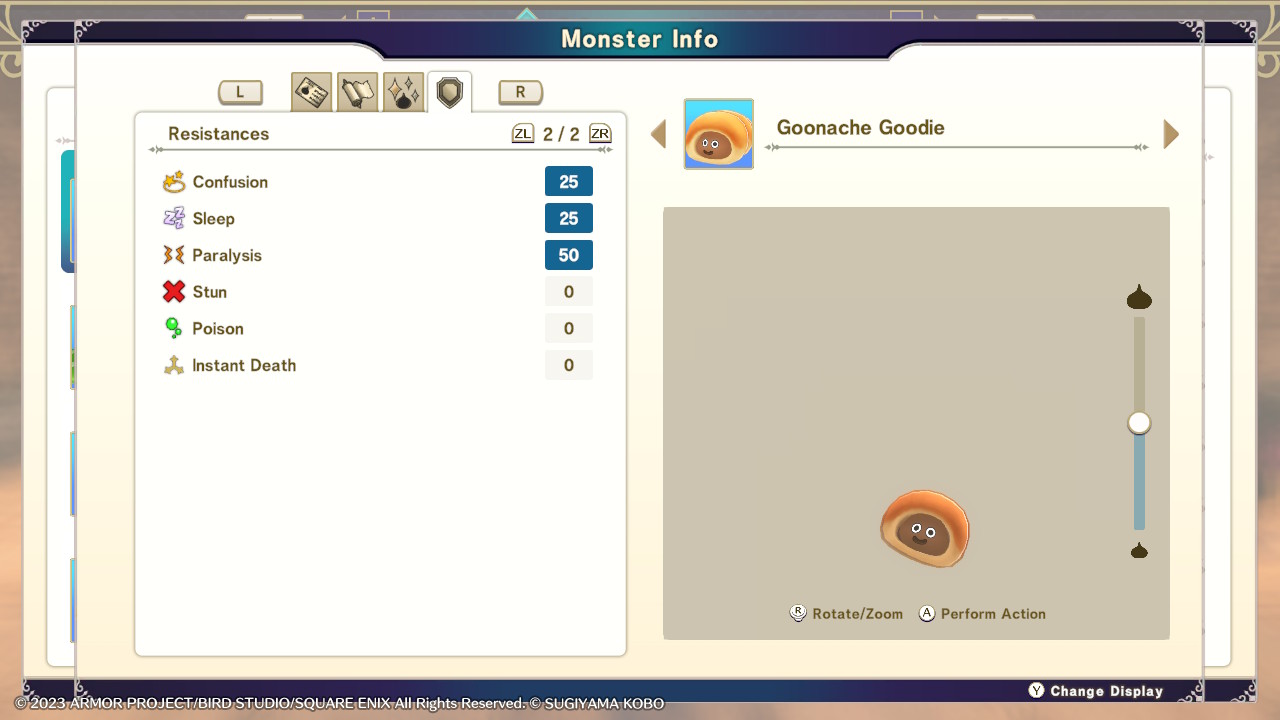 Monster Info
L
R
Resistances
ZL 2 / 2 ZR
Confusion 25
Sleep 25
Paralysis 50
Stun 0
Poison 0
Instant Death 0
Goonache Goodie
R Rotate/Zoom A Perform Action
Y Change Display
© 2023 ARMOR PROJECT/BIRD STUDIO/SQUARE ENIX All Rights Reserved. © SUGIYAMA KOBO